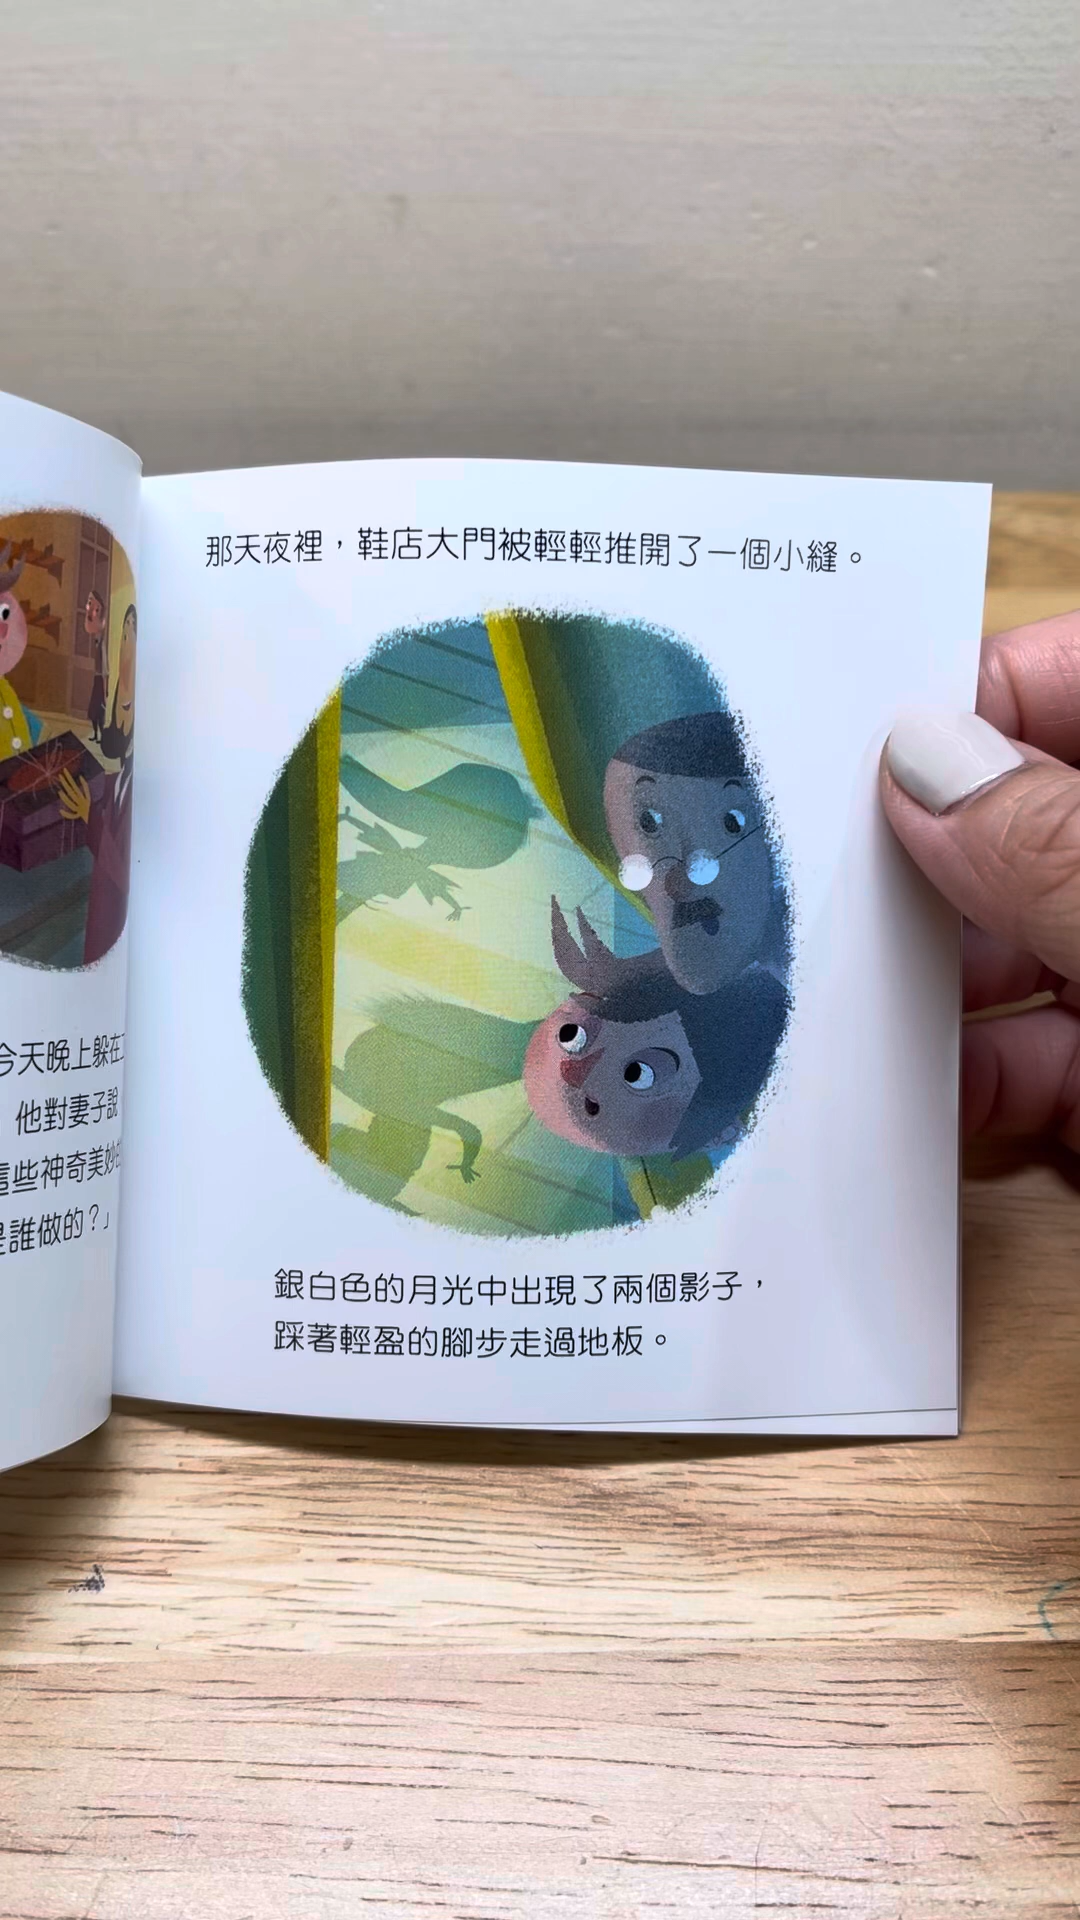 今天晚上躲在工
他對妻子說
這些神奇美妙的
是誰做的？」
那天夜裡，鞋店大門被輕輕推開了一個小縫。
銀白色的月光中出現了兩個影子，
踩著輕盈的腳步走過地板。